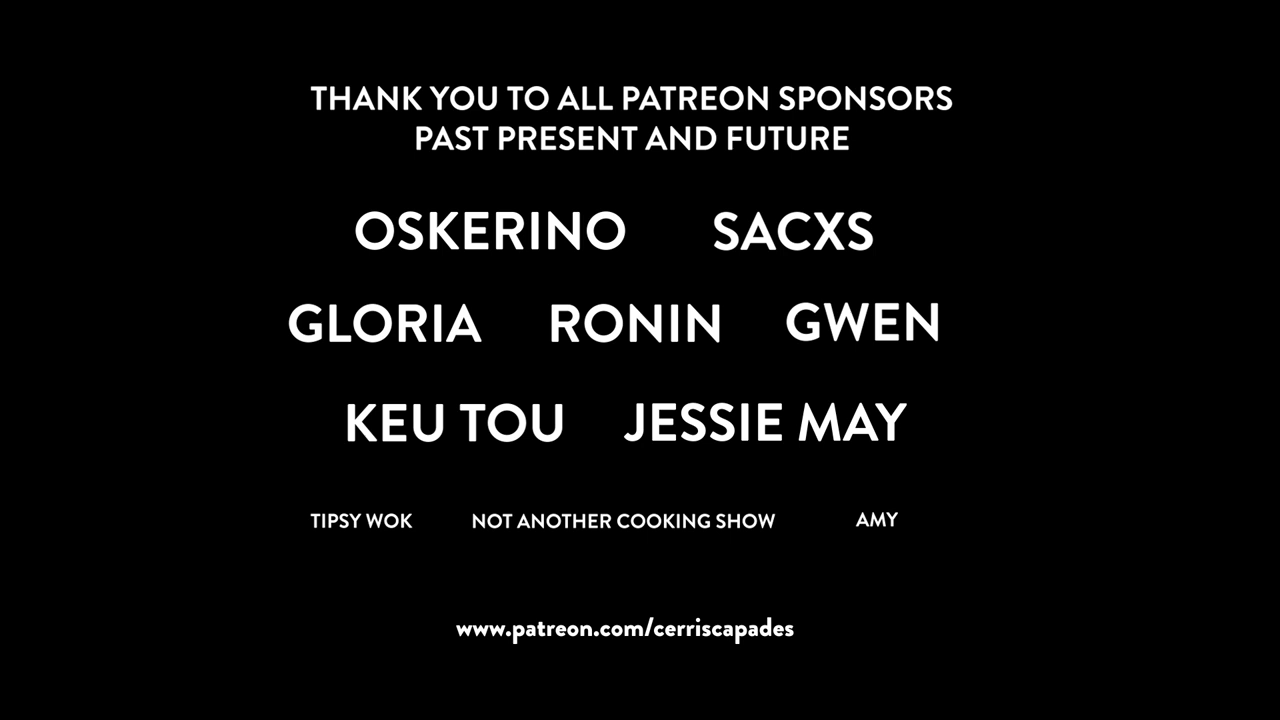 THANK YOU TO ALL PATREON SPONSORS
PAST PRESENT AND FUTURE
OSKERINO SACXS
GLORIA RONIN GWEN
KEU TOU JESSIE MAY
TIPSY WOK NOT ANOTHER COOKING SHOW AMY
www.patreon.com/cerriscapades